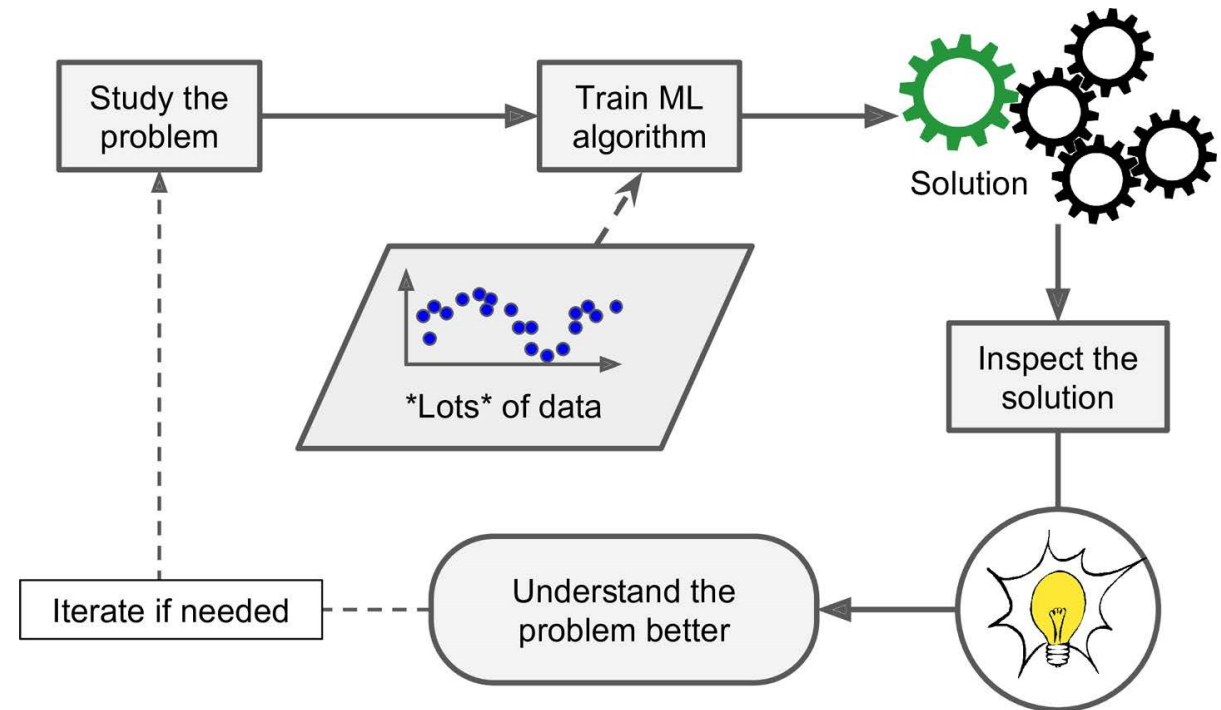 Study the
problem
Train ML
algorithm
Solution
*Lots* of data
Inspect the
solution
Understand the
problem better
Iterate if needed